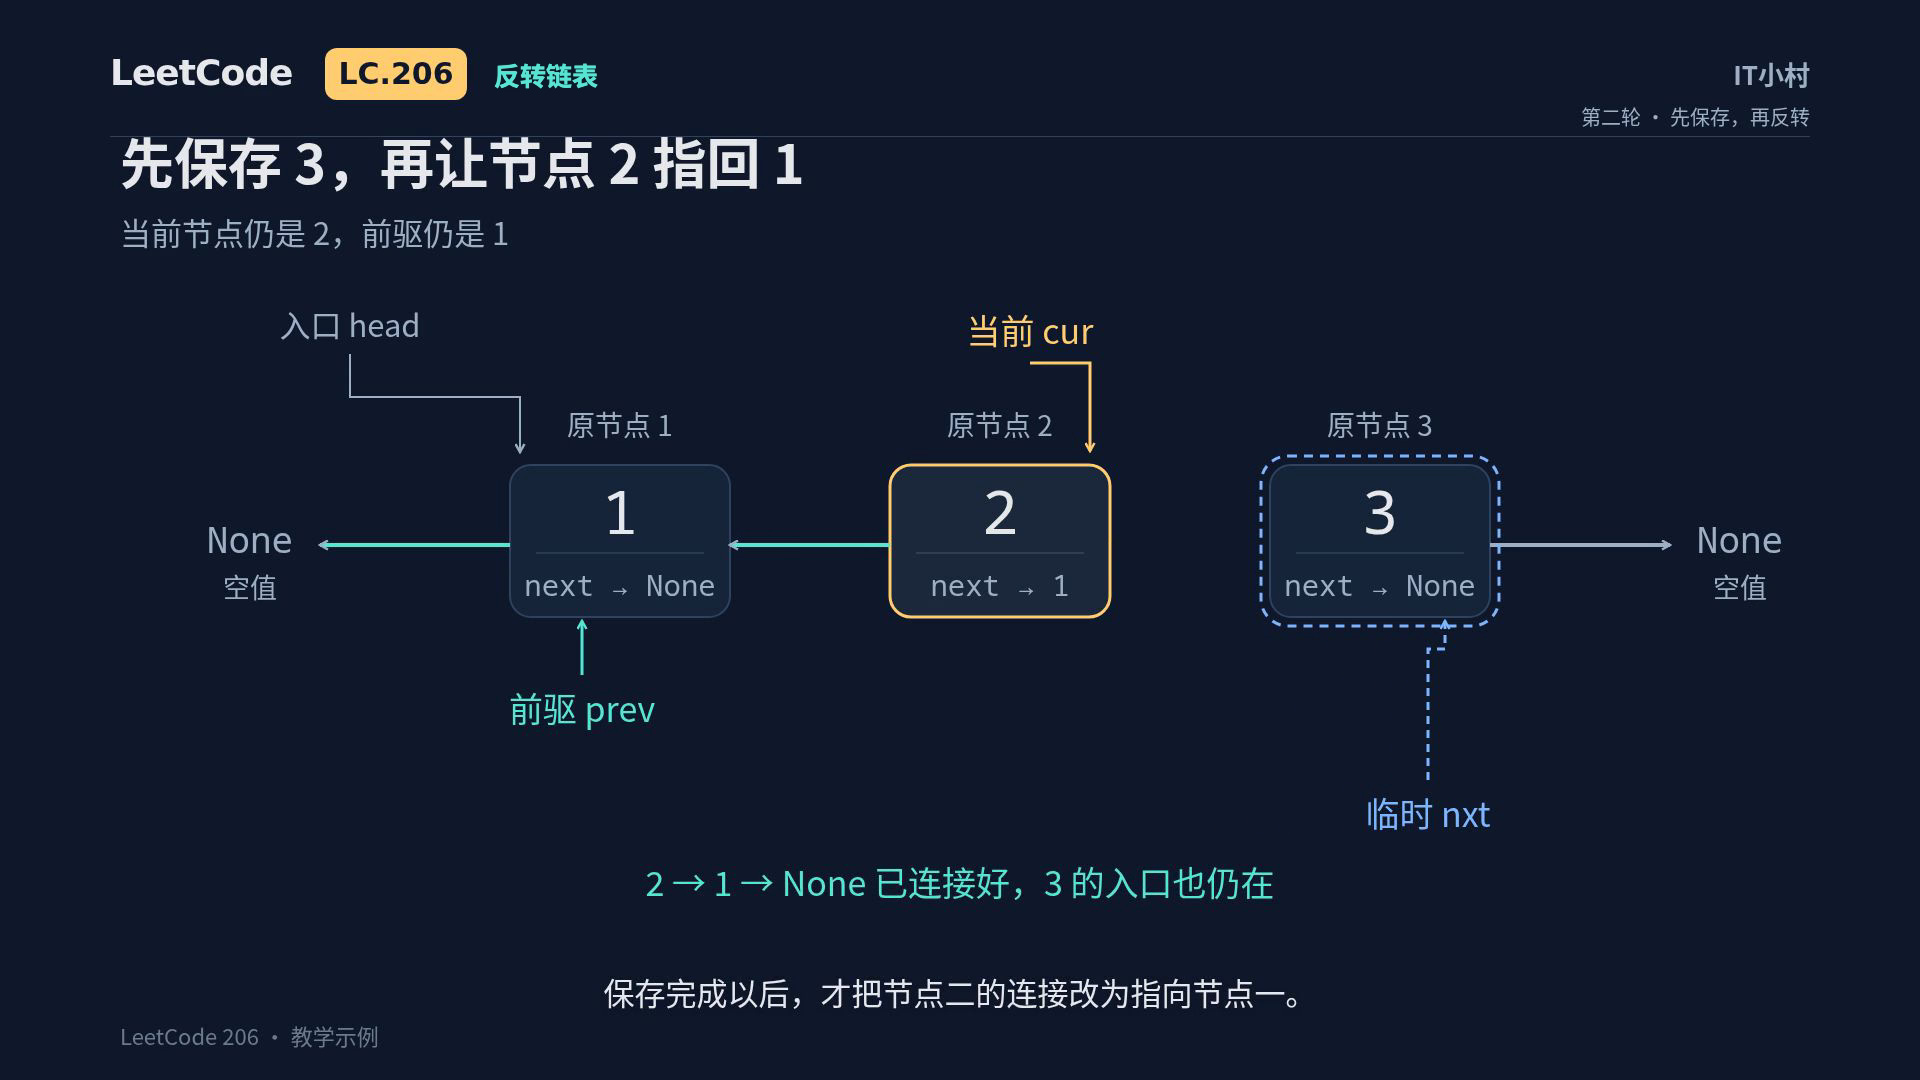 LeetCode LC.206 反转链表
IT小村
第二轮 · 先保存，再反转
先保存 3，再让节点 2 指回 1
当前节点仍是 2，前驱仍是 1
入口 head
当前 cur
原节点 1
原节点 2
原节点 3
1
2
3
None
空值
next → None
next → 1
next → None
None
空值
前驱 prev
临时 nxt
2 → 1 → None 已连接好，3 的入口也仍在
保存完成以后，才把节点二的连接改为指向节点一。
LeetCode 206 · 教学示例